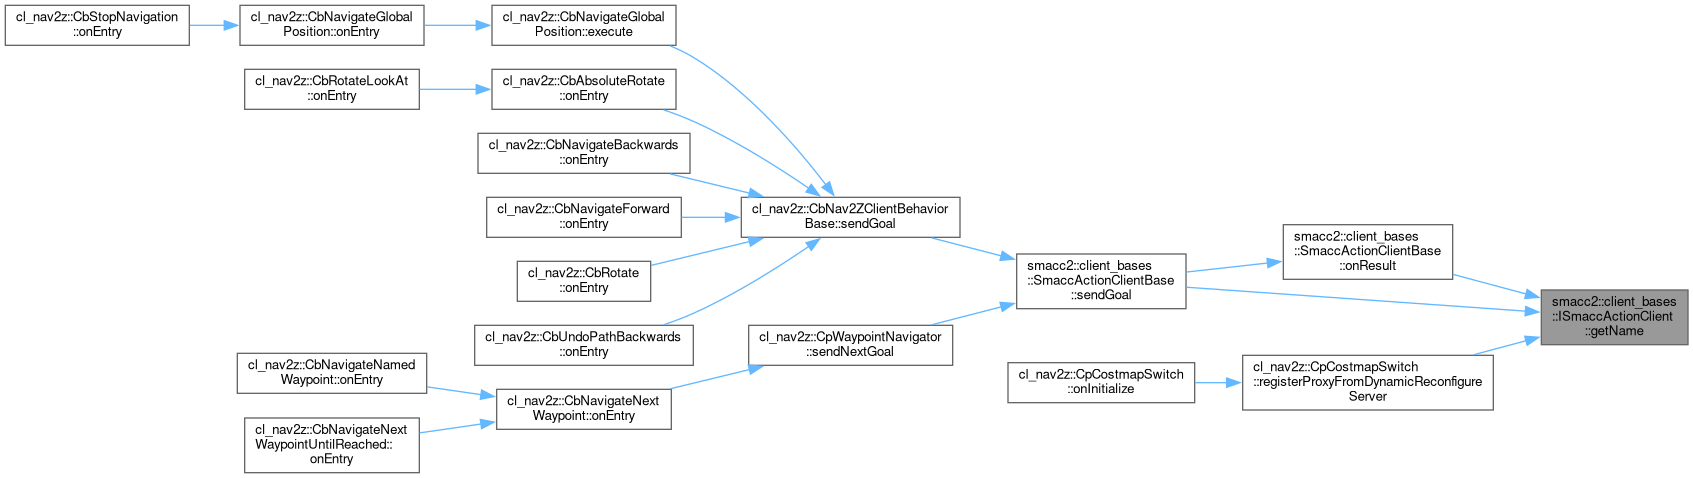 cl_nav2z::CbStopNavigation
::onEntry
cl_nav2z::CbNavigateGlobal
Position::onEntry
cl_nav2z::CbNavigateGlobal
Position::execute
cl_nav2z::CbRotateLookAt
::onEntry
cl_nav2z::CbAbsoluteRotate
::onEntry
cl_nav2z::CbNavigateBackwards
::onEntry
cl_nav2z::CbNavigateForward
::onEntry
cl_nav2z::CbNav2ZClientBehavior
Base::sendGoal
cl_nav2z::CbRotate
::onEntry
smacc2::client_bases
::SmaccActionClientBase
::sendGoal
smacc2::client_bases
::SmaccActionClientBase
::onResult
smacc2::client_bases
::ISmaccActionClient
::getName
cl_nav2z::CbUndoPathBackwards
::onEntry
cl_nav2z::CpWaypointNavigator
::sendNextGoal
cl_nav2z::CbNavigateNamed
Waypoint::onEntry
cl_nav2z::CbNavigateNext
Waypoint::onEntry
cl_nav2z::CpCostmapSwitch
::onInitialize
cl_nav2z::CpCostmapSwitch
::registerProxyFromDynamicReconfigure
Server
cl_nav2z::CbNavigateNext
WaypointUntilReached::
onEntry